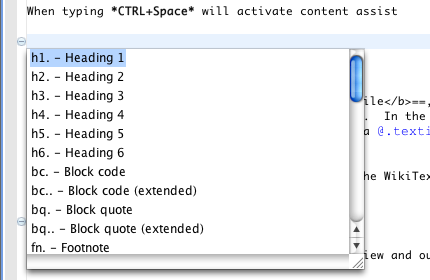 When typing *CTRL+Space* will activate content assist
h1. – Heading 1
h2. – Heading 2
h3. – Heading 3
ile</b>==,
h4. – Heading 4
. In the
h5. – Heading 5
a @.texti
h6. – Heading 6
bc. – Block code
he WikiTex
bc.. – Block code (extended)
bq. – Block quote
bq.. – Block quote (extended)
fn. – Footnote
iew and ou